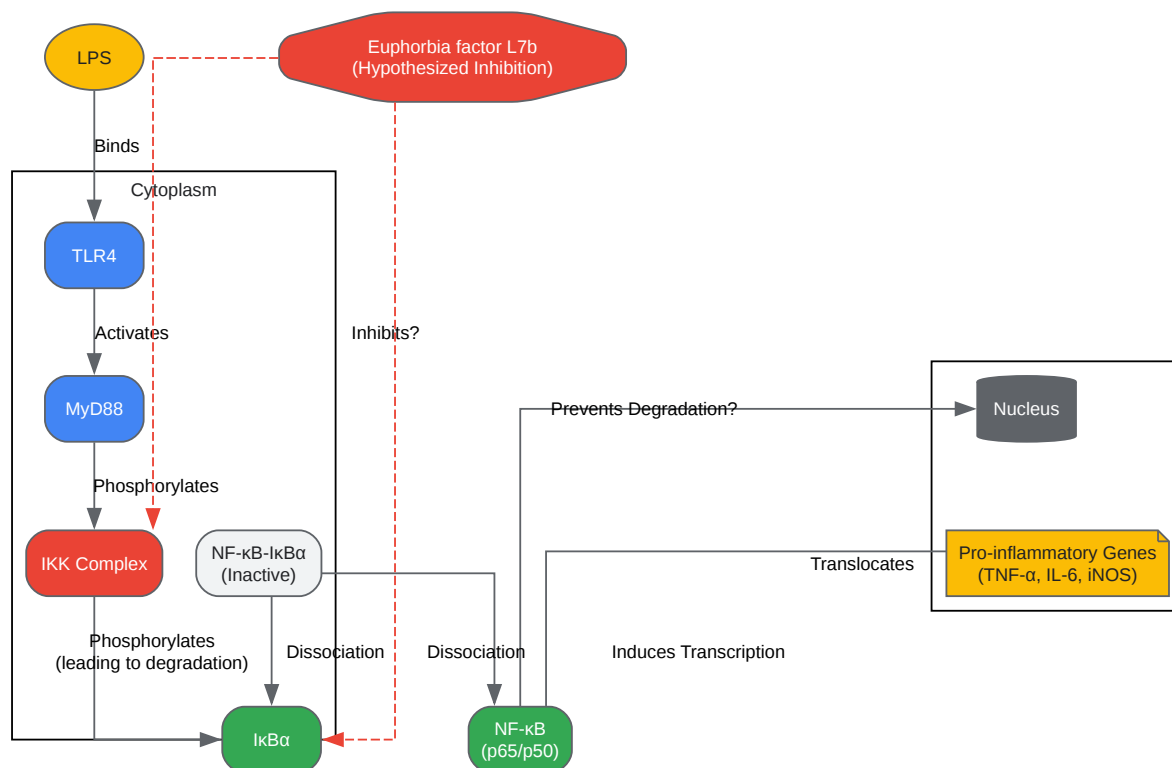 LPS
Euphorbia factor L7b
(Hypothesized Inhibition)
Binds
Cytoplasm
TLR4
Activates
Inhibits?
MyD88
Prevents Degradation?
Nucleus
Phosphorylates
IKK Complex
NF-κB-IκBα
(Inactive)
Translocates
Pro-inflammatory Genes
(TNF-α, IL-6, iNOS)
Phosphorylates
(leading to degradation)
Dissociation
Dissociation
Induces Transcription
IκBα
NF-κB
(p65/p50)